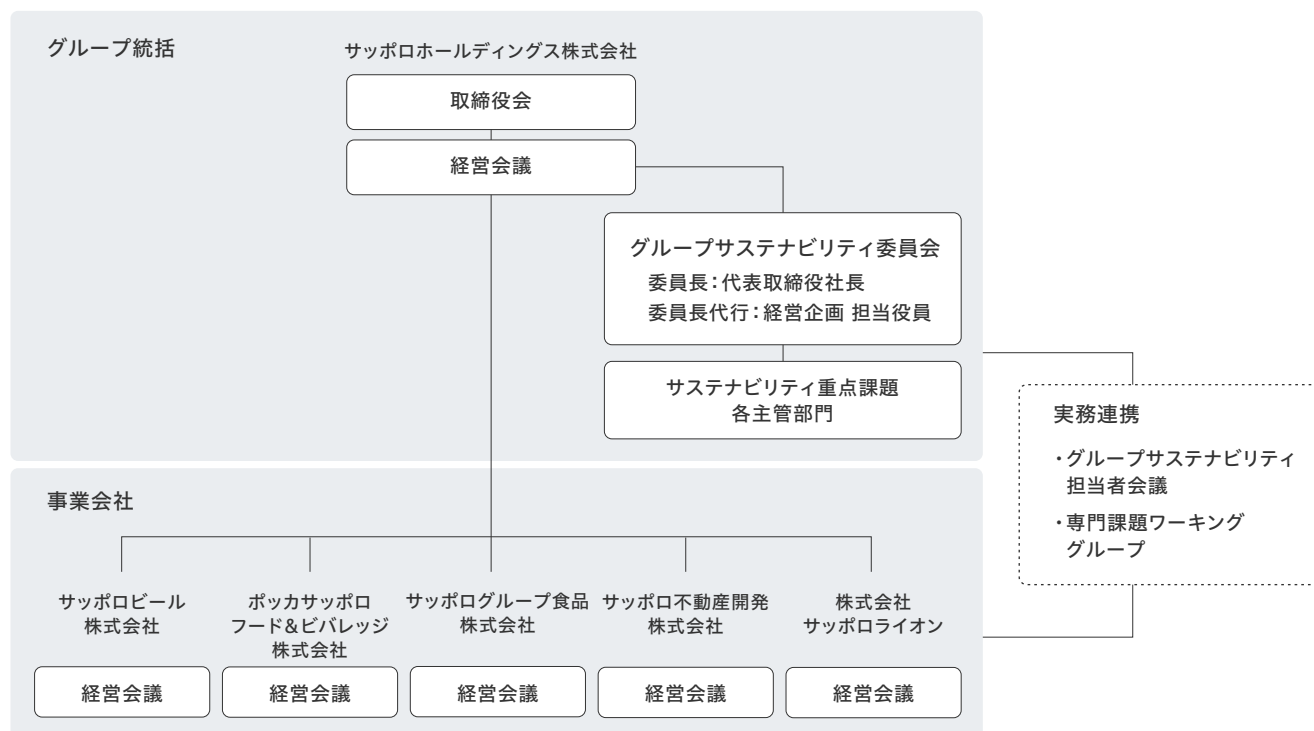 グループ統括
サッポロホールディングス株式会社
取締役会
経営会議
グループサステナビリティ委員会
委員長：代表取締役社長
委員長代行：経営企画 担当役員
サステナビリティ重点課題
各主管部門
実務連携
・グループサステナビリティ
担当者会議
・専門課題ワーキング
グループ
事業会社
サッポロビール
株式会社
ポッカサッポロ
フード&ビバレッジ
株式会社
サッポログループ食品
株式会社
サッポロ不動産開発
株式会社
株式会社
サッポロライオン
経営会議
経営会議
経営会議
経営会議
経営会議